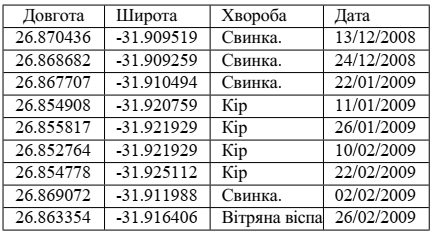 Довгота Широта Хвороба Дата
26.870436 -31.909519 Свинка. 13/12/2008
26.868682 -31.909259 Свинка. 24/12/2008
26.867707 -31.910494 Свинка. 22/01/2009
26.854908 -31.920759 Кір 11/01/2009
26.855817 -31.921929 Кір 26/01/2009
26.852764 -31.921929 Кір 10/02/2009
26.854778 -31.925112 Кір 22/02/2009
26.869072 -31.911988 Свинка. 02/02/2009
26.863354 -31.916406 Вітряна віспа 26/02/2009